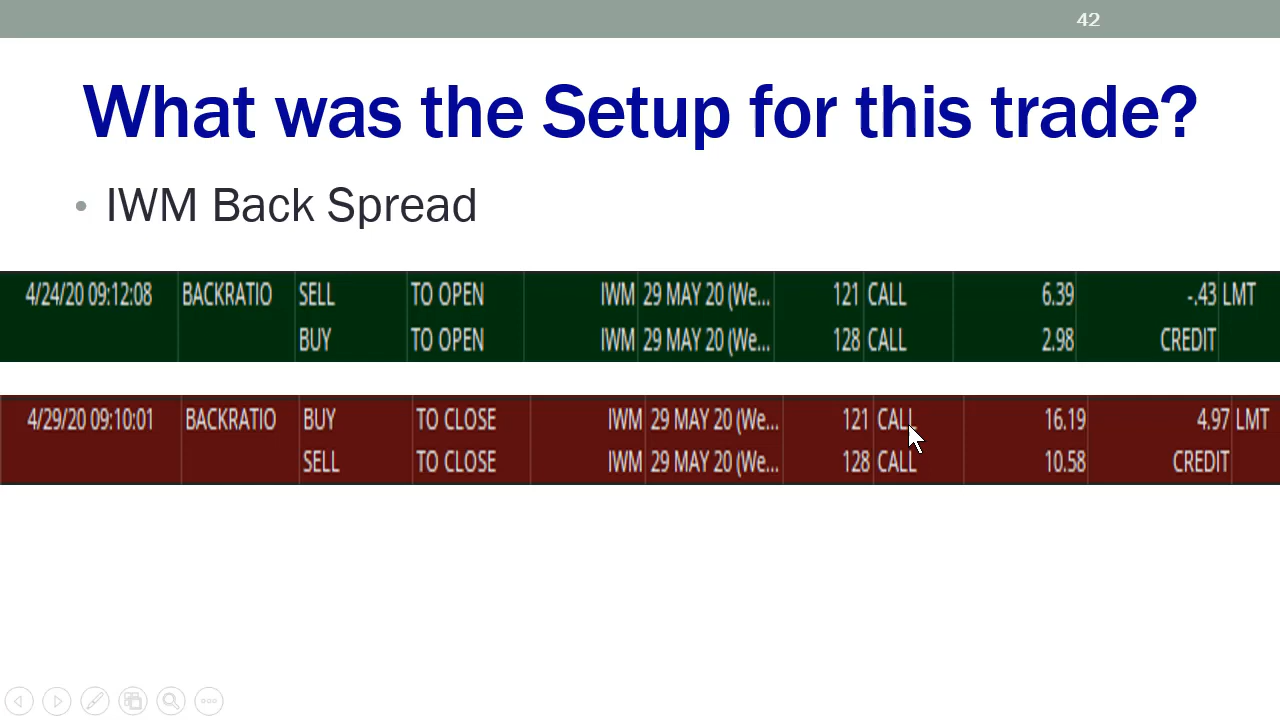 42
What was the Setup for this trade?
• IWM Back Spread
4/24/20 09:12:08 BACKRATIO SELL TO OPEN IWM 29 MAY 20 (We... 121 CALL 6.39 -.43 LMT
BUY TO OPEN IWM 29 MAY 20 (We... 128 CALL 2.98 CREDIT
4/29/20 09:10:01 BACKRATIO BUY TO CLOSE IWM 29 MAY 20 (We... 121 CALL 16.19 4.97 LMT
SELL TO CLOSE IWM 29 MAY 20 (We... 128 CALL 10.58 CREDIT